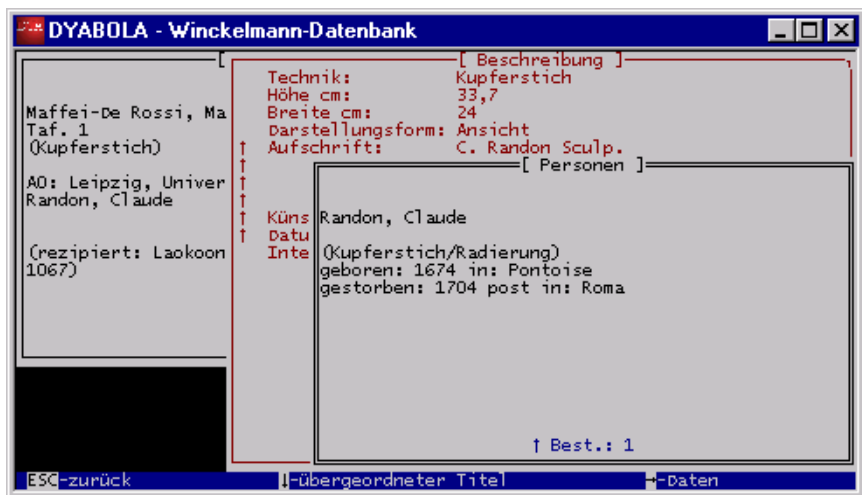 DYABOLA - Winckelmann-Datenbank
[
Maffei-De Rossi, Ma
Taf. 1
(Kupferstich)
AO: Leipzig, Univer
Randon, Claude
(rezipiert: Laokoon
1067)
[ Beschreibung ]
Technik: Kupferstich
Höhe cm: 33,7
Breite cm: 24
Darstellungsform: Ansicht
↑ Aufschrift: C. Randon Sculp.
↑
↑
↑
↑ Küns
↑ Datu
Inte
[ Personen ]
Randon, Claude
(Kupferstich/Radierung)
geboren: 1674 in: Pontoise
gestorben: 1704 post in: Roma
↑ Best.: 1
ESC-zurück ↓-übergeordneter Titel →-Daten